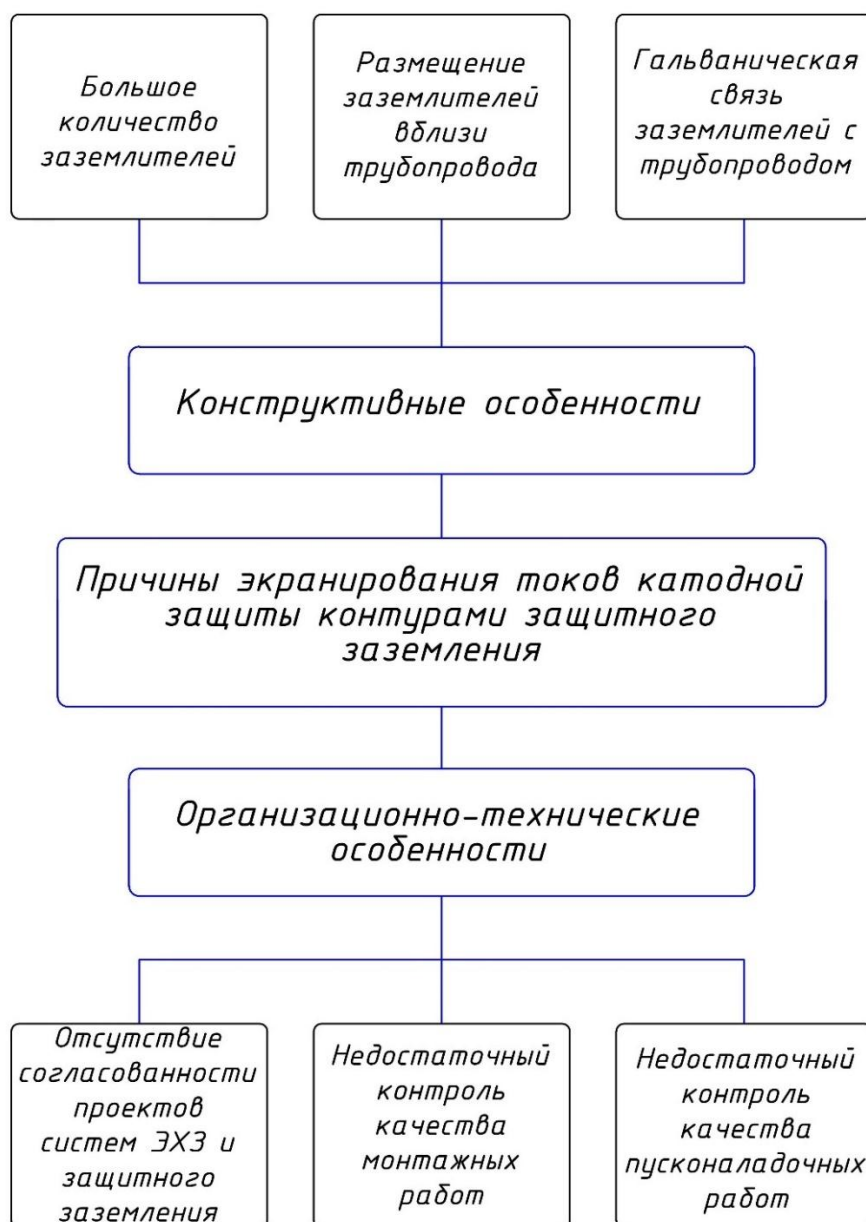 Большое
количество
заземлителей
Размещение
заземлителей
вблизи
трубопровода
Гальваническая
связь
заземлителей с
трубопроводом
Конструктивные особенности
Причины экранирования токов катодной
защиты контурами защитного
заземления
Организационно-технические
особенности
Отсутствие
согласованности
проектов
систем ЭХЗ и
защитного
заземления
Недостаточный
контроль
качества
монтажных
работ
Недостаточный
контроль
качества
пусконаладочных
работ